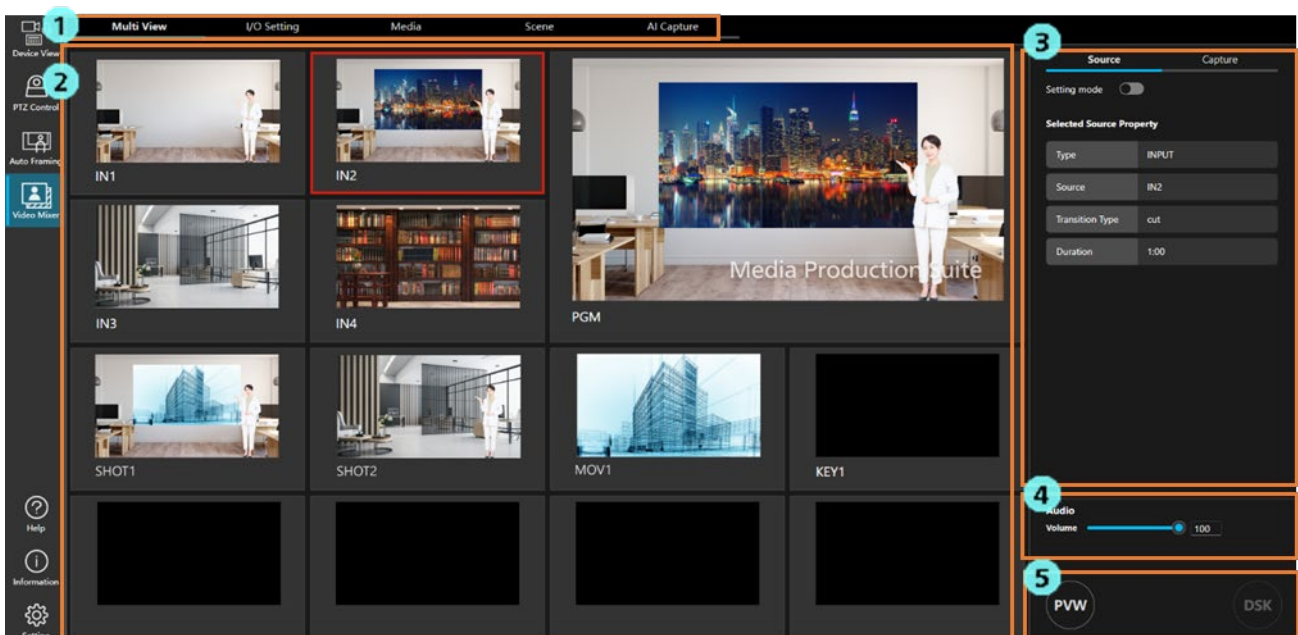 1
Multi View
I/O Setting
Media
Scene
AI Capture
Device View
2
PTZ Control
Auto Framing
Video Mixer
Help
Information
Setting
IN1
IN2
Media Production Suite
PGM
IN3
IN4
SHOT1
SHOT2
MOV1
KEY1
3
Source
Capture
Setting mode
Selected Source Property
Type
INPUT
Source
IN2
Transition Type
cut
Duration
1:00
4
Audio
Volume
100
5
PVW
DSK